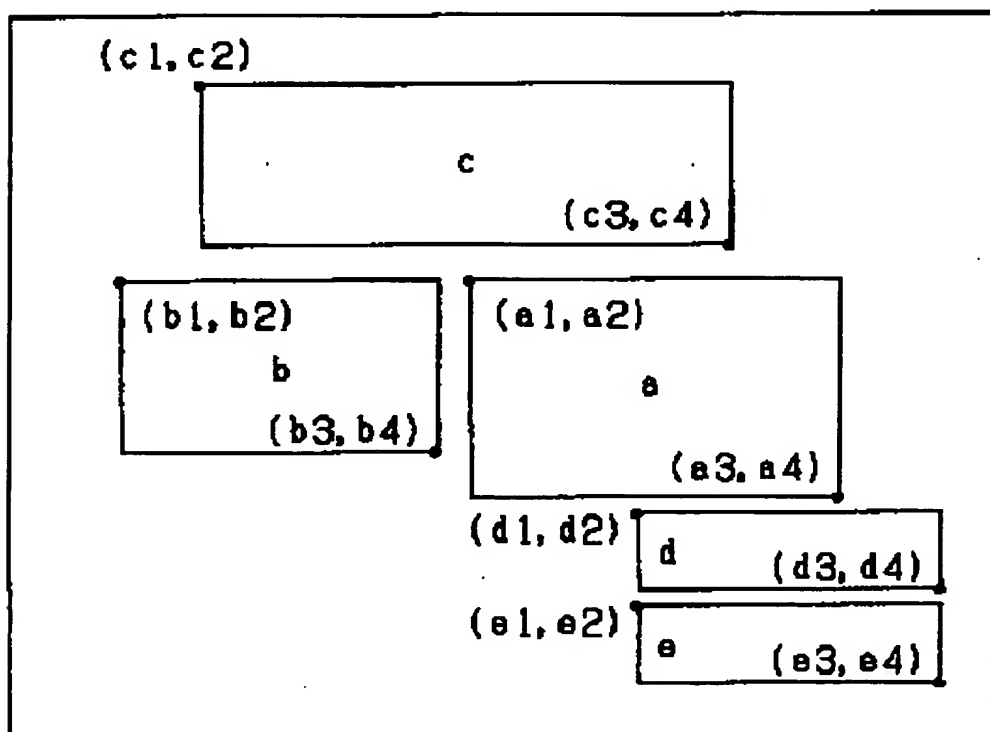 (c1, c2)
c
(c3, c4)
(b1, b2)
b
(b3, b4)
(a1, a2)
a
(a3, a4)
(d1, d2)
d
(d3, d4)
(e1, e2)
e
(e3, e4)